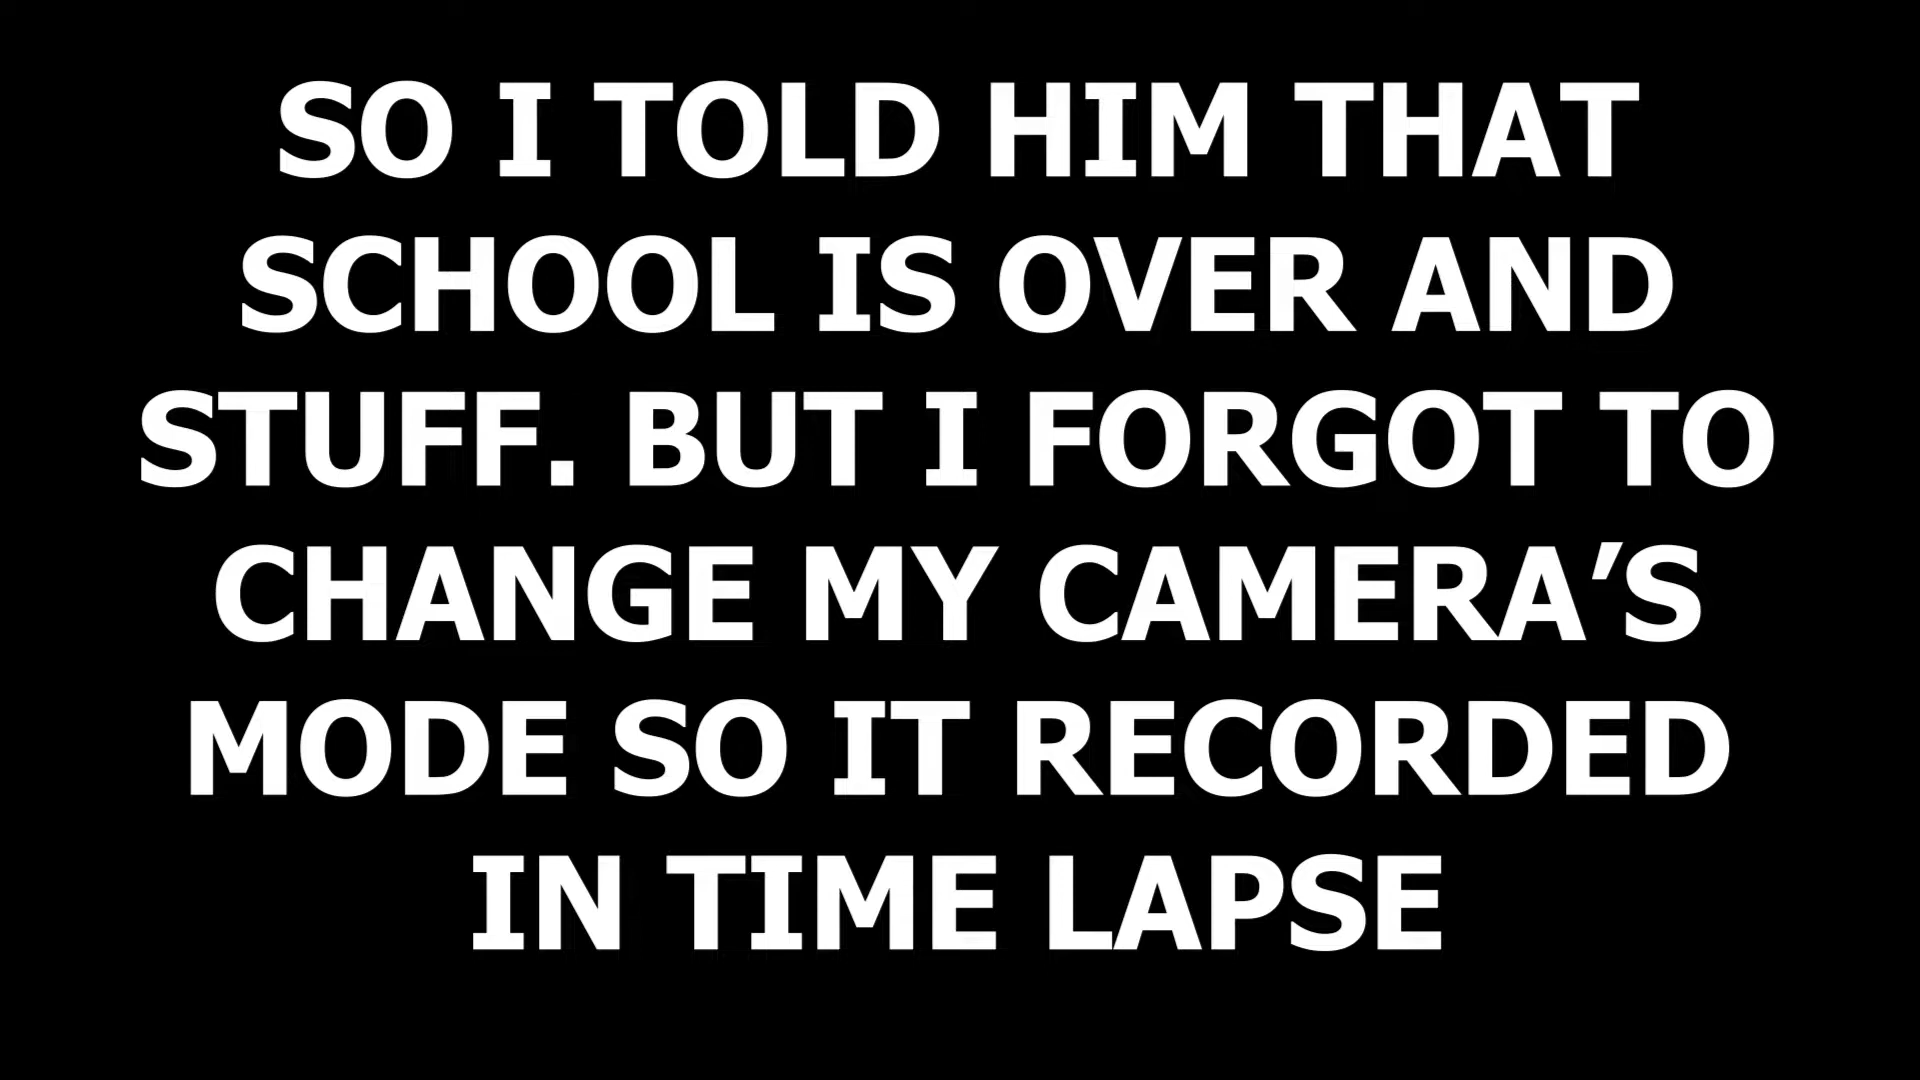 SO I TOLD HIM THAT
SCHOOL IS OVER AND
STUFF. BUT I FORGOT TO
CHANGE MY CAMERA’S
MODE SO IT RECORDED
IN TIME LAPSE